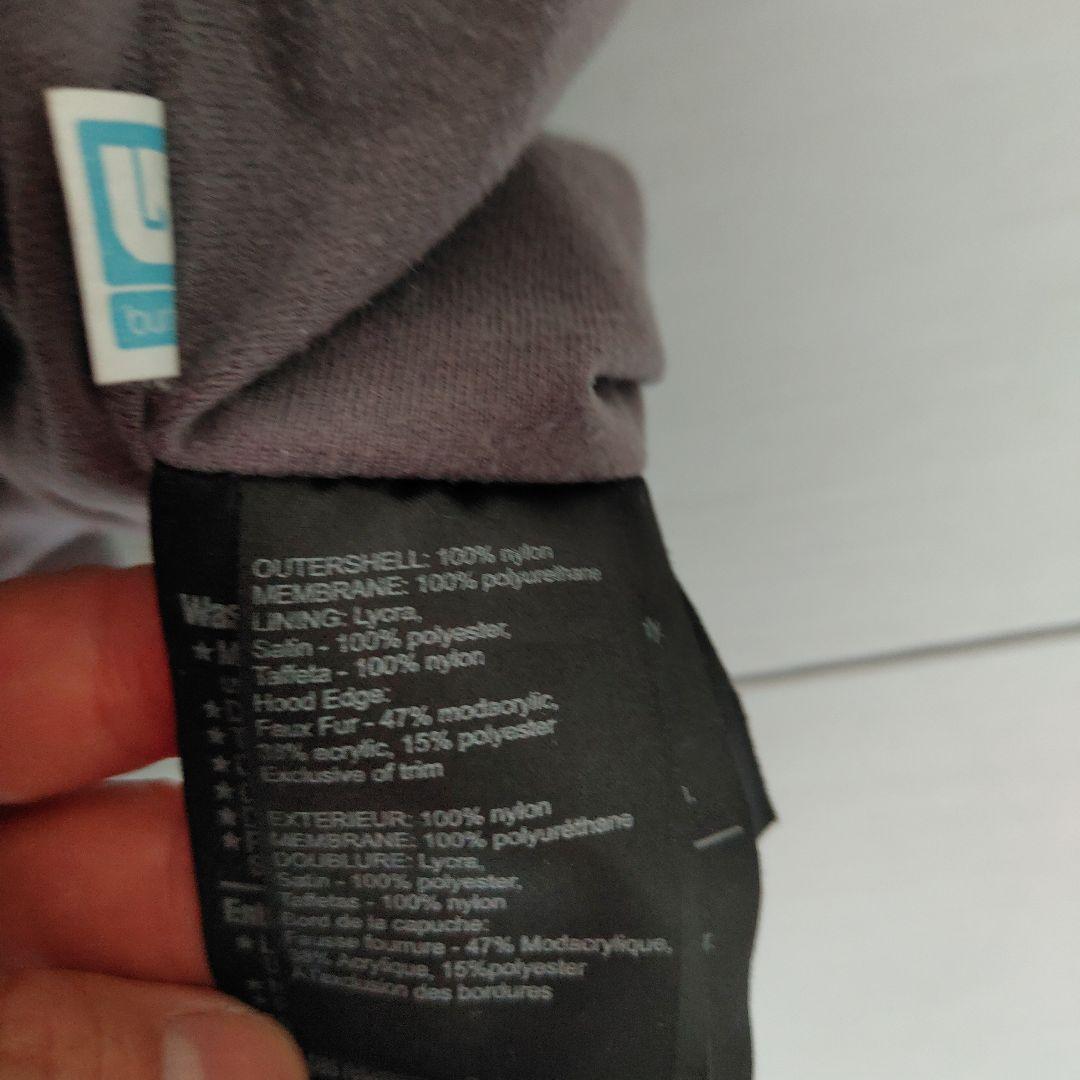 bur
OUTERSHELL: 100% nylon
MEMBRANE: 100% polyurethane
LINING: Lycra,
Satin - 100% polyester,
Taffeta - 100% nylon
Hood Edge:
Faux Fur - 47% modacrylic,
acrylic, 15% polyester
Exclusive of trim
EXTERIEUR: 100% nylon
MEMBRANE: 100% polyuréthane
DOUBLURE: Lycra,
Satin - 100% polyester,
Taffetas - 100% nylon
Bord de la capuche:
Fausse fourrure - 47% Modacrylique,
Acrylique, 15%polyester
A l'exclusion des bordures
Was
★ M